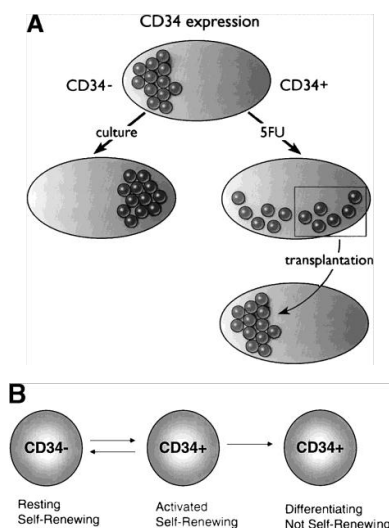 A
CD34 expression
CD34-
CD34+
culture
5FU
transplantation
B
CD34-
CD34+
CD34+
Resting
Self-Renewing
Activated
Self-Renewing
Differentiating
Not Self-Renewing